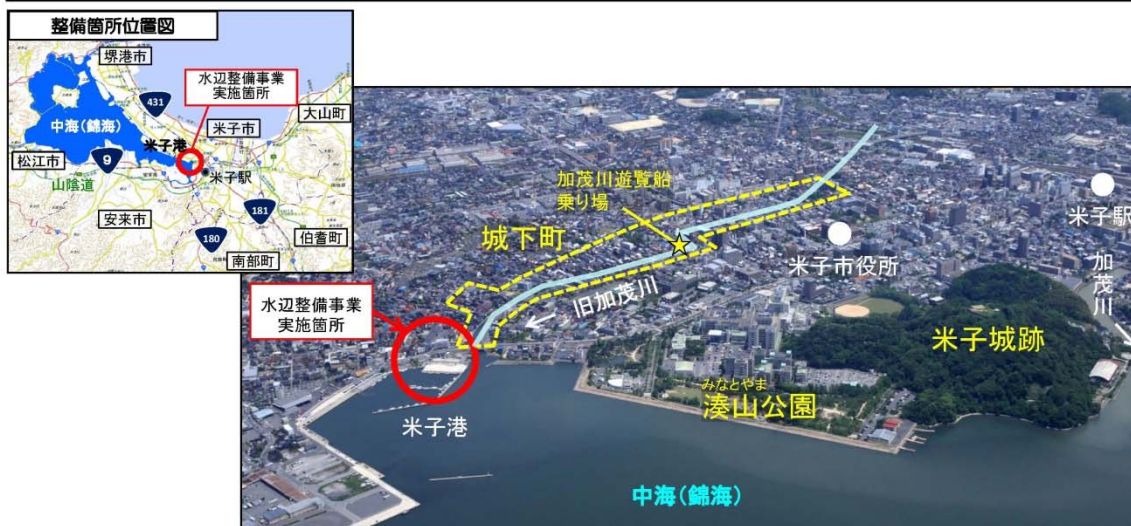 整備箇所位置図
堺港市
水辺整備事業
実施箇所
431
大山町
中海(錦海)
米子市
米子港
松江市
9
米子駅
山陰道
安来市
181
180
伯耆町
南部町
加茂川遊覧船
乗り場
城下町
米子駅
米子市役所
加茂川
旧加茂川
水辺整備事業
実施箇所
米子城跡
みなとやま
湊山公園
米子港
中海(錦海)